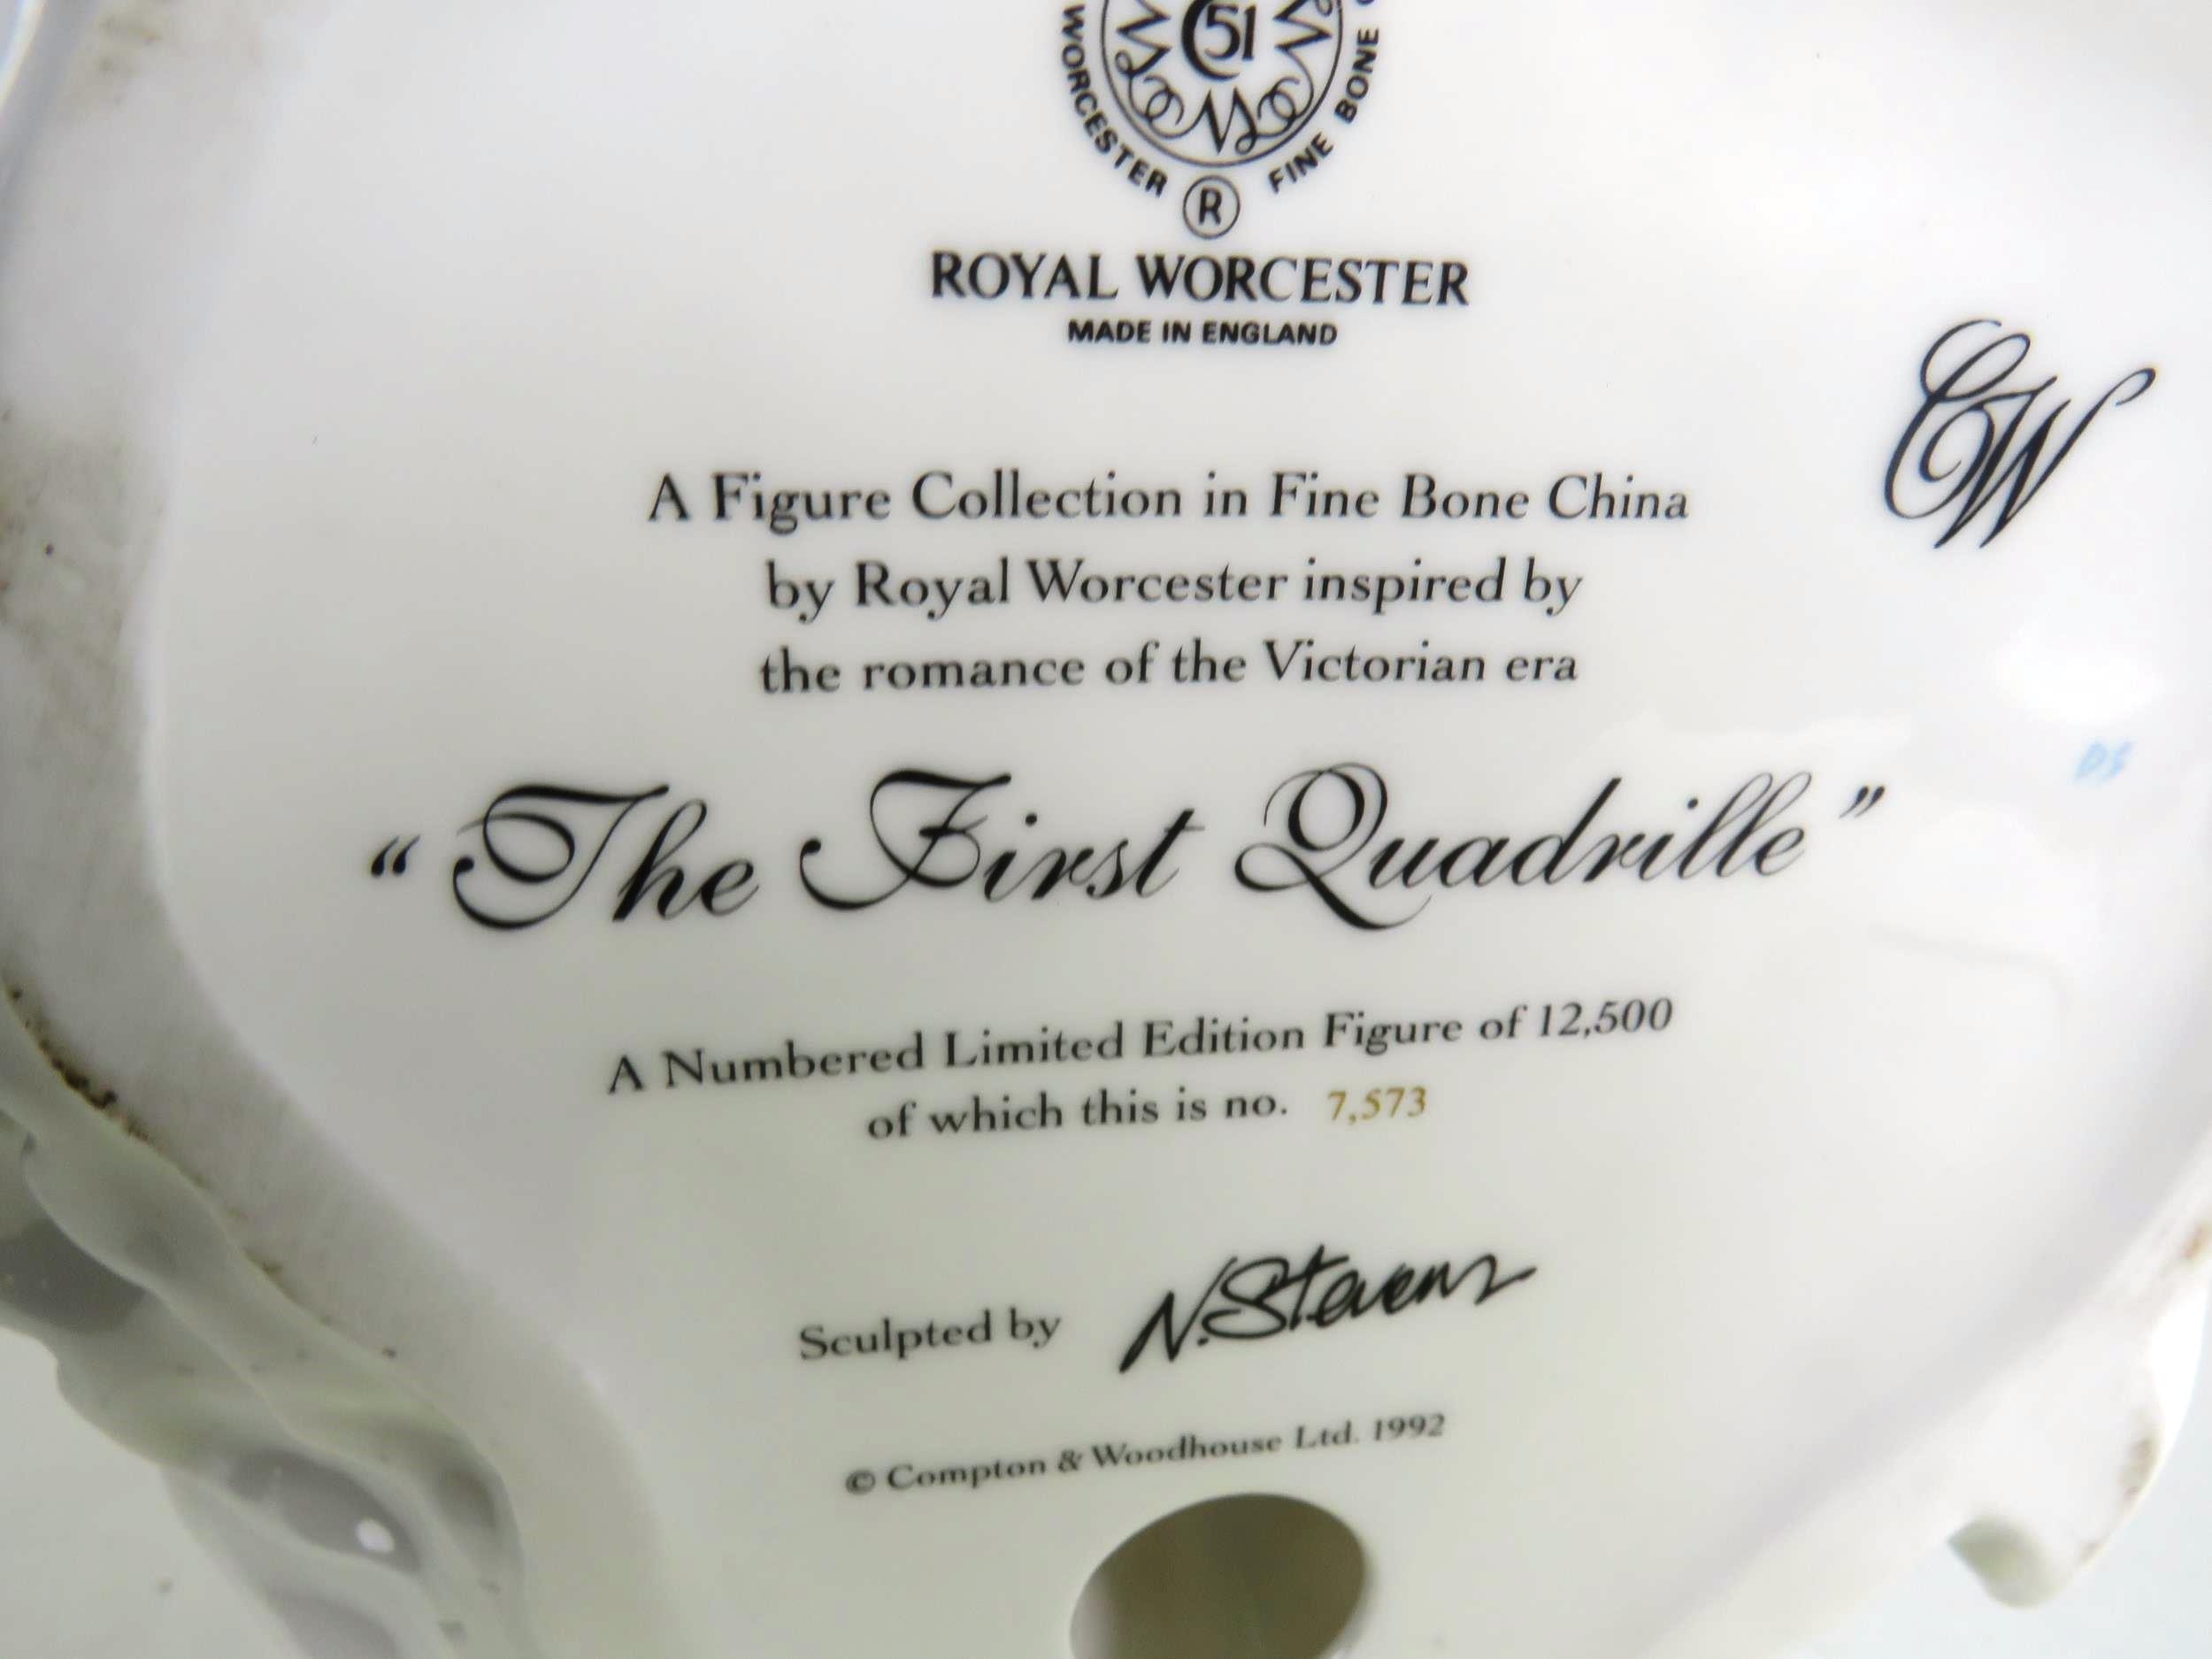 51
WORCESTER FINE BONE
R
ROYAL WORCESTER
MADE IN ENGLAND
CW
A Figure Collection in Fine Bone China
by Royal Worcester inspired by
the romance of the Victorian era
DS
“The First Quadrille”
A Numbered Limited Edition Figure of 12,500
of which this is no. 7,573
Sculpted by N. Stevens
© Compton & Woodhouse Ltd. 1992